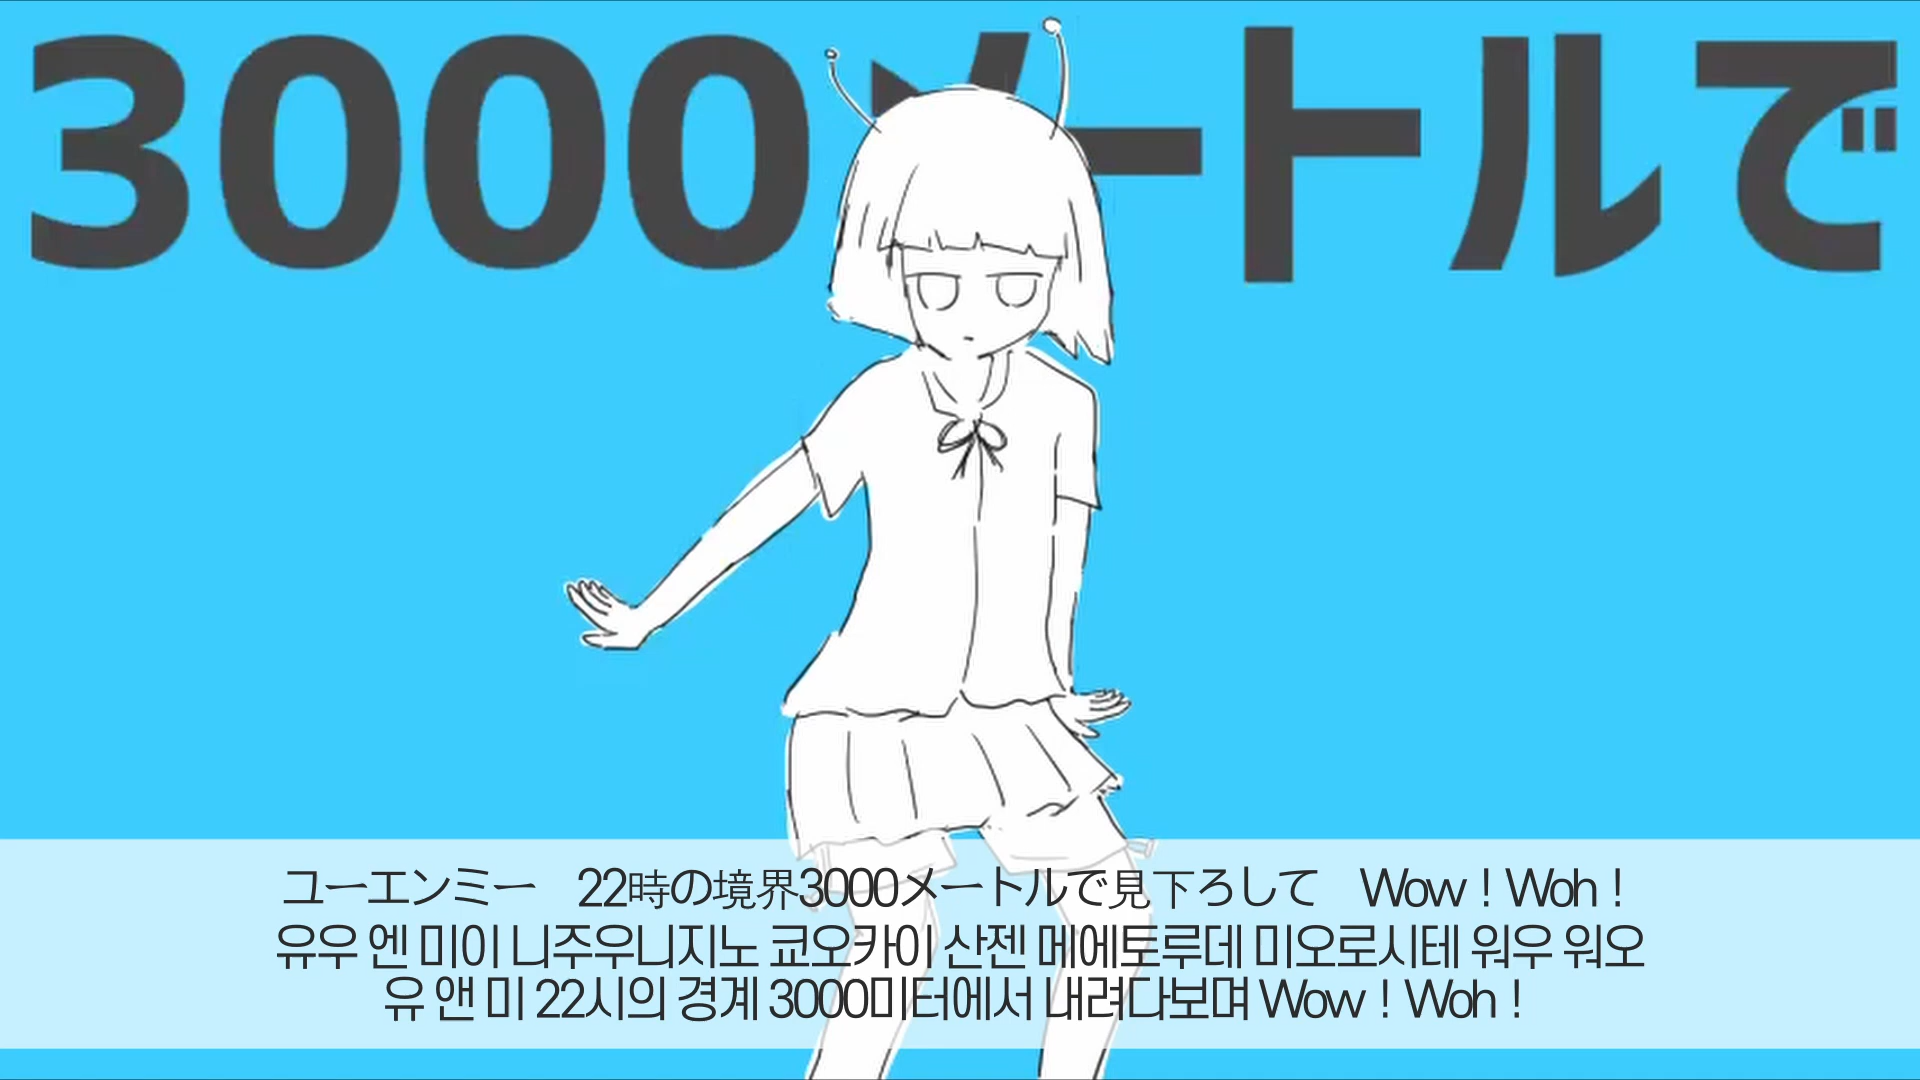 3000メートルで
ユーエンミー　22時の境界3000メートルで見下ろして　Wow！Woh！
유우 엔 미이 니주우니지노 쿄오카이 산젠 메에토루데 미오로시테 워우 워오
유 앤 미 22시의 경계 3000미터에서 내려다보며 Wow！Woh！